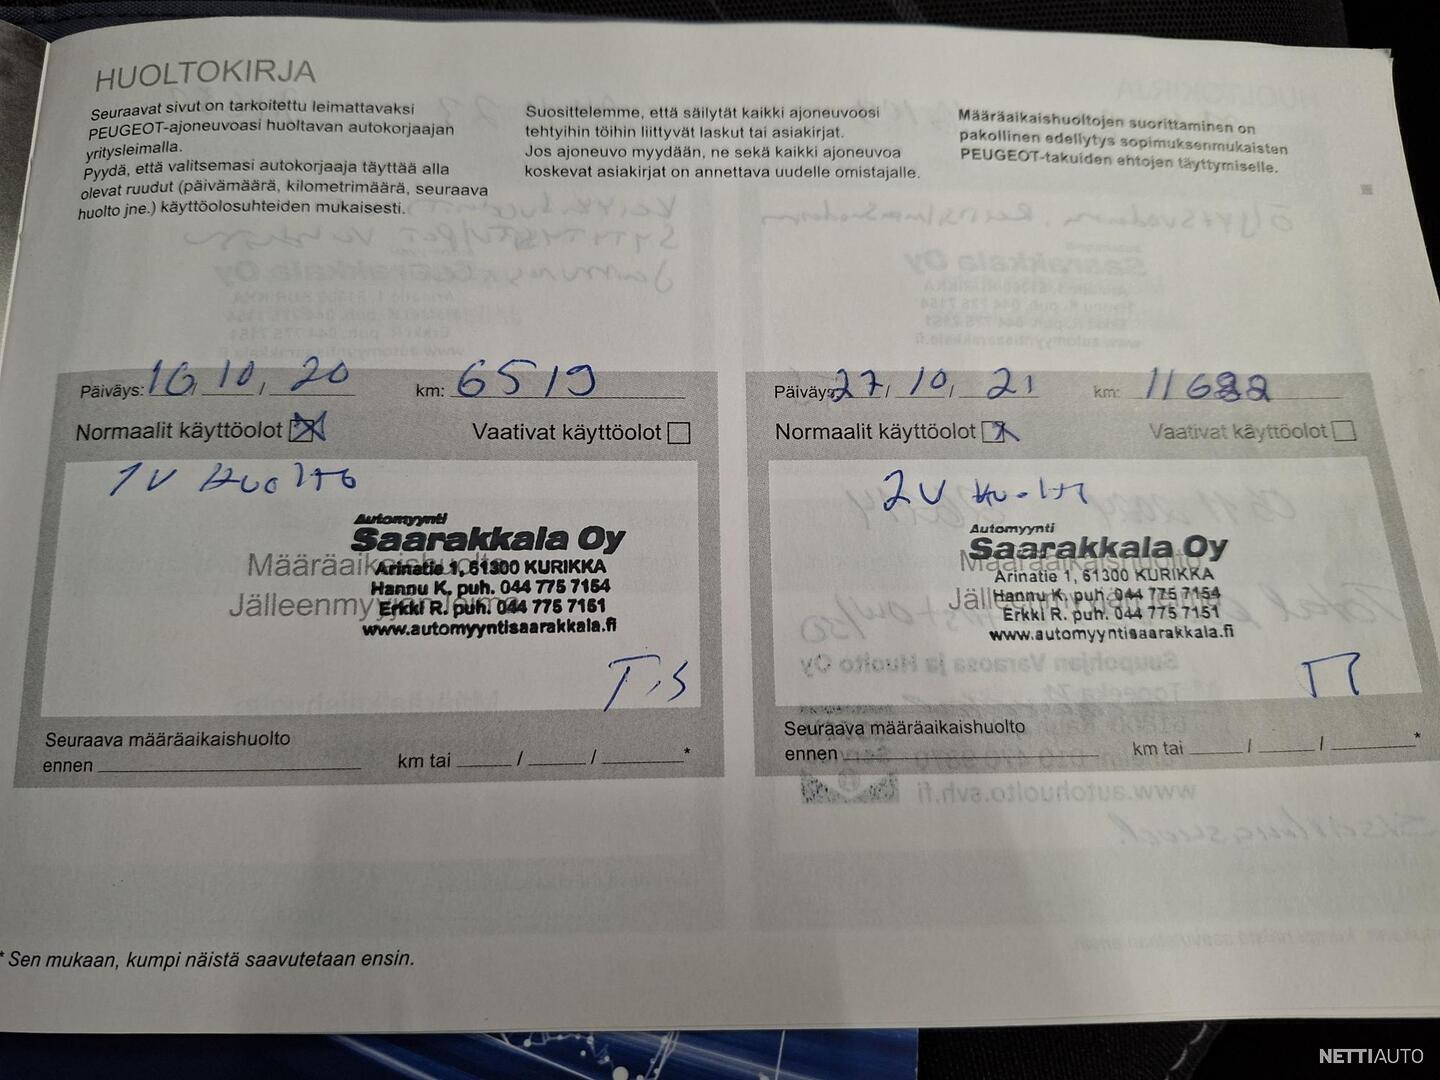 HUOLTOKIRJA
Seuraavat sivut on tarkoitettu leimattavaksi
PEUGEOT-ajoneuvoasi huoltavan autokorjaajan
yritysleimalla.
Pyydä, että valitsemasi autokorjaaja täyttää alla
olevat ruudut (päivämäärä, kilometrimäärä, seuraava
huolto jne.) käyttöolosuhteiden mukaisesti.
Suosittelemme, että säilytät kaikki ajoneuvoosi
tehtyihin töihin liittyvät laskut tai asiakirjat.
Jos ajoneuvo myydään, ne sekä kaikki ajoneuvoa
koskevat asiakirjat on annettava uudelle omistajalle.
Määräaikaishuoltojen suorittaminen on
pakollinen edellytys sopimuksenmukaisten
PEUGEOT-takuiden ehtojen täyttymiselle.
Päiväys: 16 / 10 / 20 km: 6519
Normaalit käyttöolot Vaativat käyttöolot
1V Huolto
Automyynti
Saarakkala Oy
Määräaikaishuolto
Arinatie 1, 61300 KURIKKA
Hannu K. puh. 044 775 7154
Jälleenmyyjän leima
Erkki R. puh. 044 775 7151
www.automyyntisaarakkala.fi
T.S
Seuraava määräaikaishuolto
ennen km tai / / *
Päiväys: 27 / 10 / 21 km: 11622
Normaalit käyttöolot Vaativat käyttöolot
2V Huolto
Automyynti
Saarakkala Oy
Määräaikaishuolto
Arinatie 1, 61300 KURIKKA
Hannu K. puh. 044 775 7154
Jälleenmyyjän leima
Erkki R. puh. 044 775 7151
www.automyyntisaarakkala.fi
Seuraava määräaikaishuolto
ennen km tai / / *
* Sen mukaan, kumpi näistä saavutetaan ensin.
NETTIAUTO